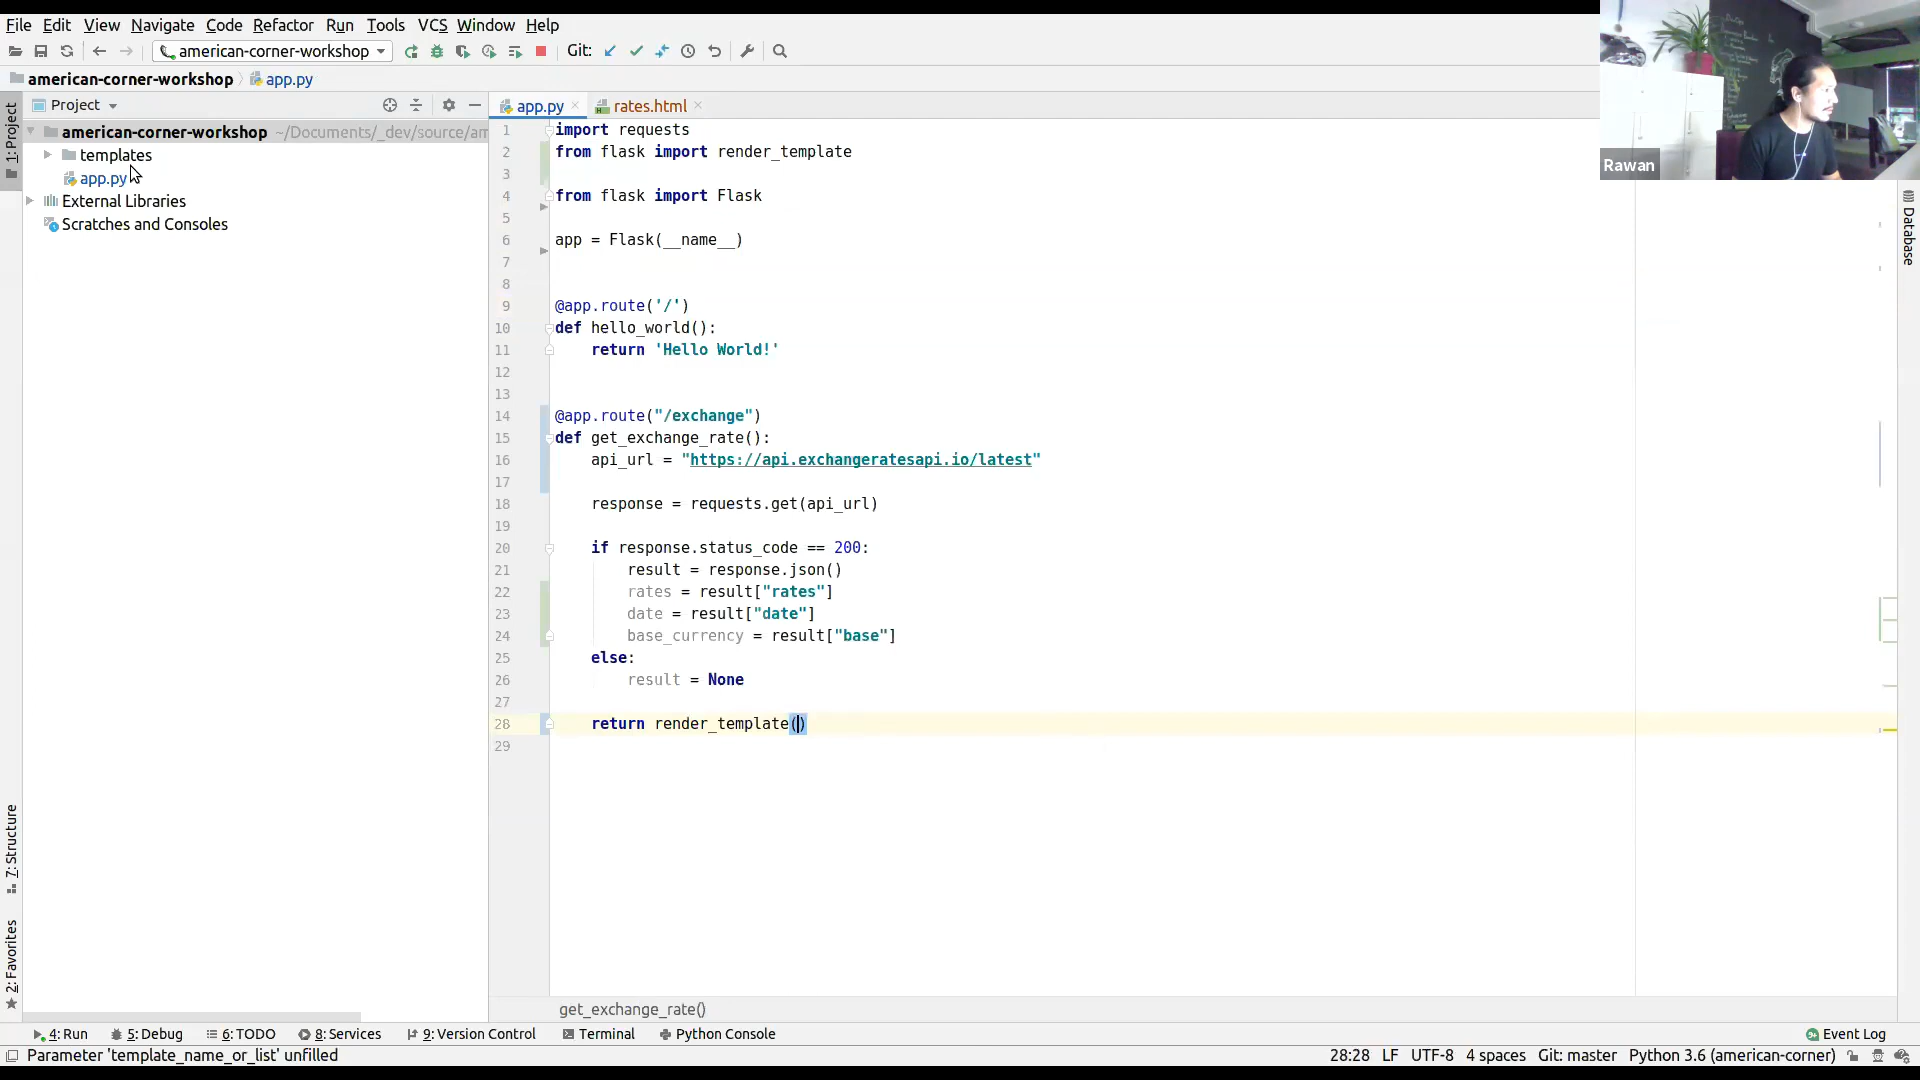 File Edit View Navigate Code Refactor Run Tools VCS Window Help
american-corner-workshop Git:
american-corner-workshop app.py
Project
app.py rates.html
1: Project
american-corner-workshop ~/Documents/_dev/source/am
templates
app.py
External Libraries
Scratches and Consoles
1 import requests
2 from flask import render_template
3
4 from flask import Flask
5
6 app = Flask(__name__)
7
8
9 @app.route('/')
10 def hello_world():
11 return 'Hello World!'
12
13
14 @app.route("/exchange")
15 def get_exchange_rate():
16 api_url = "https://api.exchangeratesapi.io/latest"
17
18 response = requests.get(api_url)
19
20 if response.status_code == 200:
21 result = response.json()
22 rates = result["rates"]
23 date = result["date"]
24 base_currency = result["base"]
25 else:
26 result = None
27
28 return render_template()
29
Rawan
Database
7: Structure
2: Favorites
get_exchange_rate()
4: Run 5: Debug 6: TODO 8: Services 9: Version Control Terminal Python Console Event Log
Parameter 'template_name_or_list' unfilled 28:28 LF UTF-8 4 spaces Git: master Python 3.6 (american-corner)